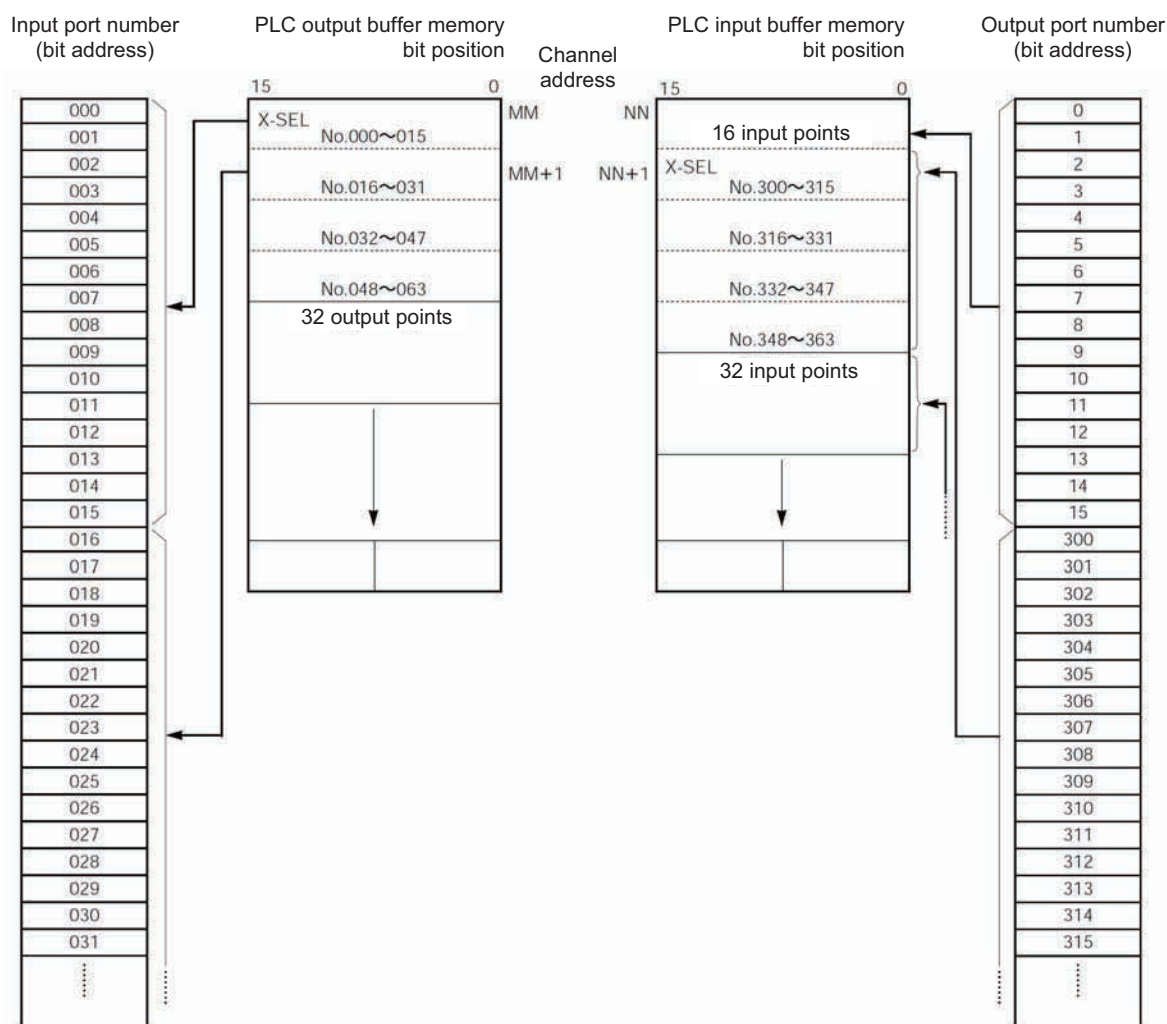 Input port number
(bit address)
PLC output buffer memory
bit position
Channel
address
PLC input buffer memory
bit position
Output port number
(bit address)
15 0
15 0
MM
MM+1
NN
NN+1
X-SEL
No.000～015
No.016～031
No.032～047
No.048～063
32 output points
16 input points
X-SEL
No.300～315
No.316～331
No.332～347
No.348～363
32 input points
000
001
002
003
004
005
006
007
008
009
010
011
012
013
014
015
016
017
018
019
020
021
022
023
024
025
026
027
028
029
030
031
0
1
2
3
4
5
6
7
8
9
10
11
12
13
14
15
300
301
302
303
304
305
306
307
308
309
310
311
312
313
314
315